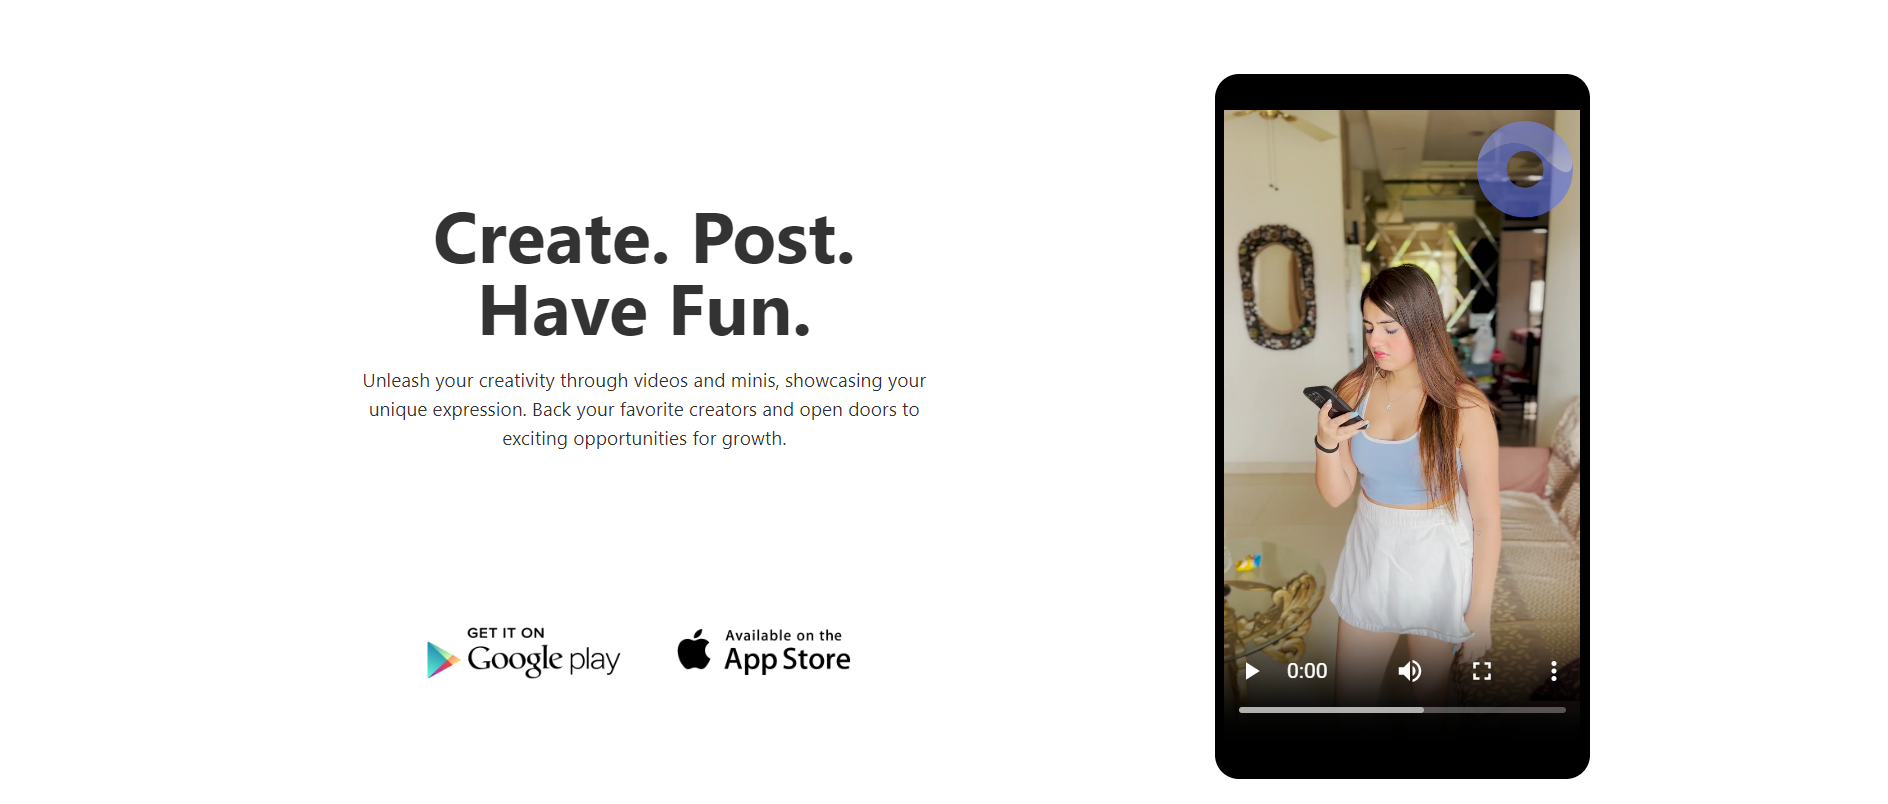 Create. Post.
Have Fun.
Unleash your creativity through videos and minis, showcasing your
unique expression. Back your favorite creators and open doors to
exciting opportunities for growth.
GET IT ON
Google play
Available on the
App Store
0:00